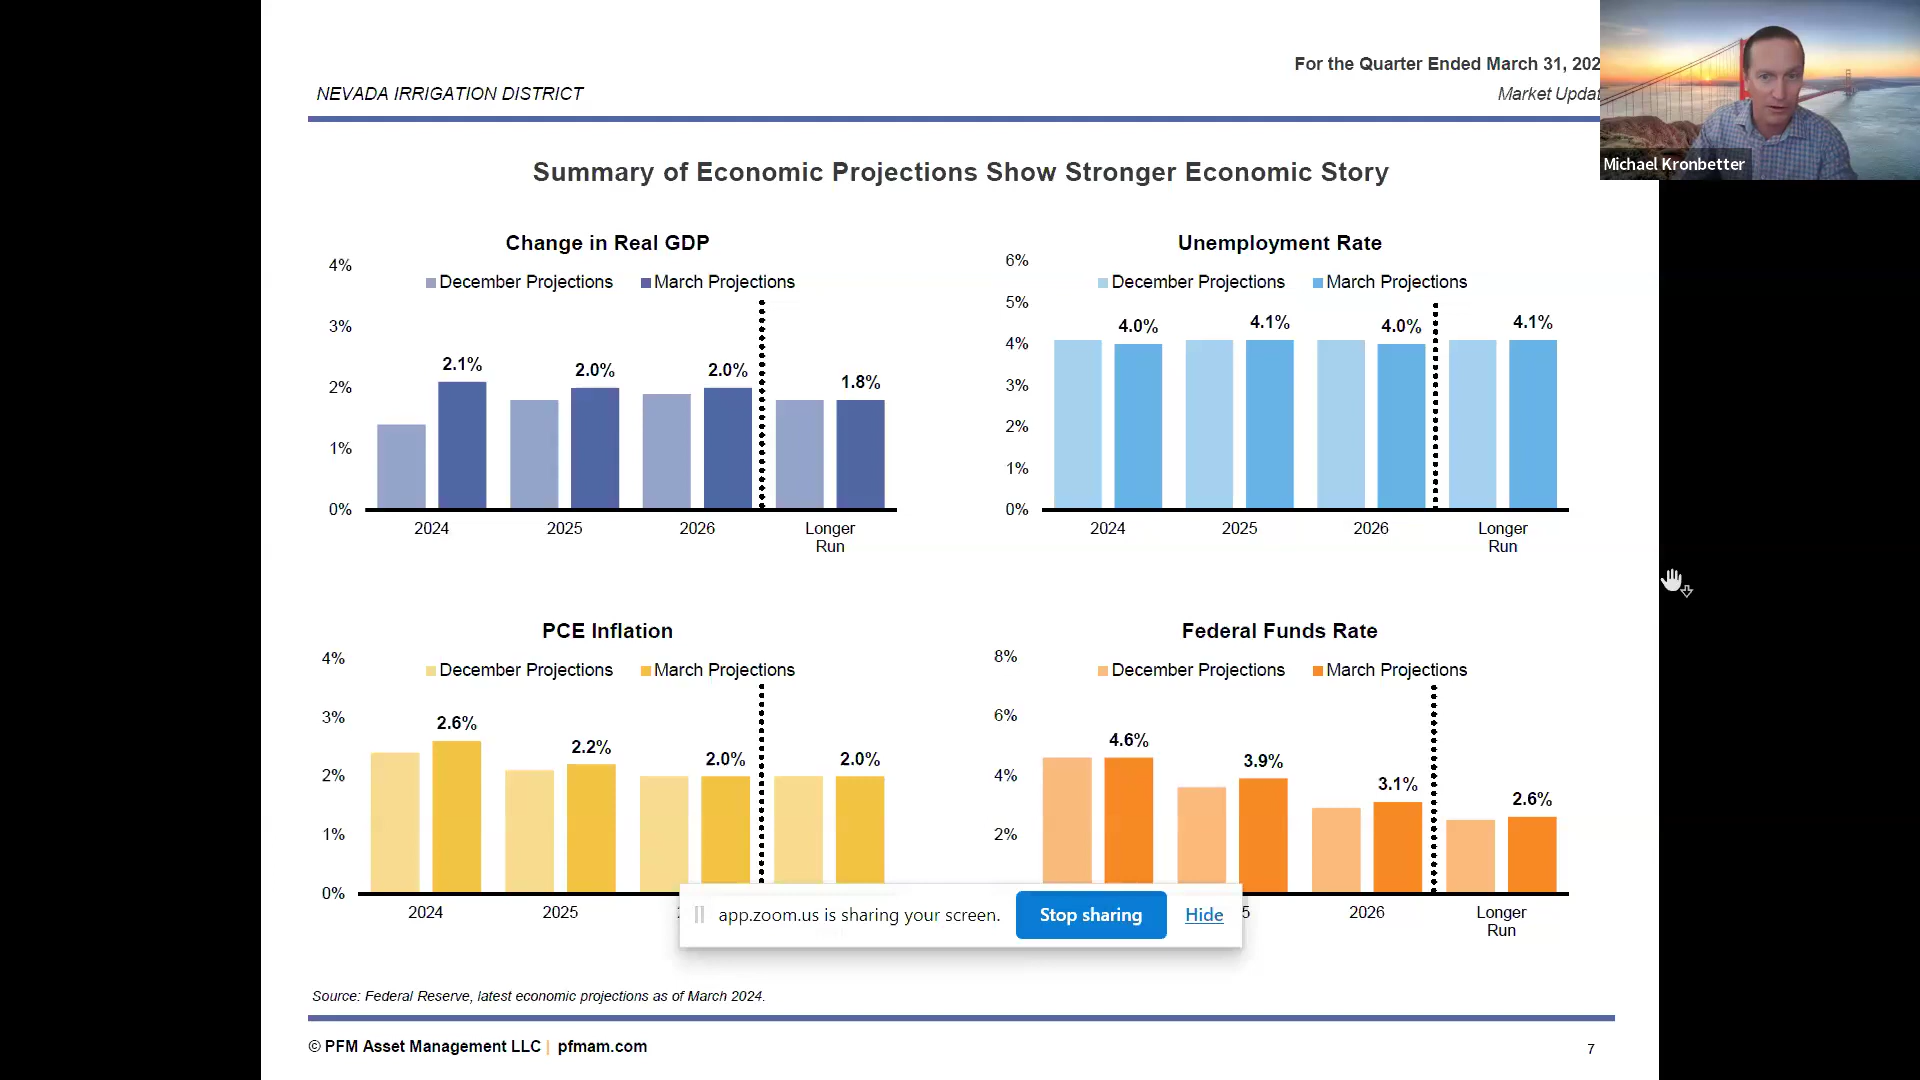 For the Quarter Ended March 31, 202
NEVADA IRRIGATION DISTRICT
Market Updat
Michael Kronbetter
Summary of Economic Projections Show Stronger Economic Story
Change in Real GDP
4%
December Projections
March Projections
3%
2%
1%
0%
2.1%
2.0%
2.0%
1.8%
2024
2025
2026
Longer
Run
Unemployment Rate
6%
December Projections
March Projections
5%
4%
3%
2%
1%
0%
4.0%
4.1%
4.0%
4.1%
2024
2025
2026
Longer
Run
PCE Inflation
4%
December Projections
March Projections
3%
2%
1%
0%
2.6%
2.2%
2.0%
2.0%
2024
2025
Federal Funds Rate
8%
December Projections
March Projections
6%
4%
2%
4.6%
3.9%
3.1%
2.6%
5
2026
Longer
Run
app.zoom.us is sharing your screen.
Stop sharing
Hide
Source: Federal Reserve, latest economic projections as of March 2024.
© PFM Asset Management LLC | pfmam.com
7